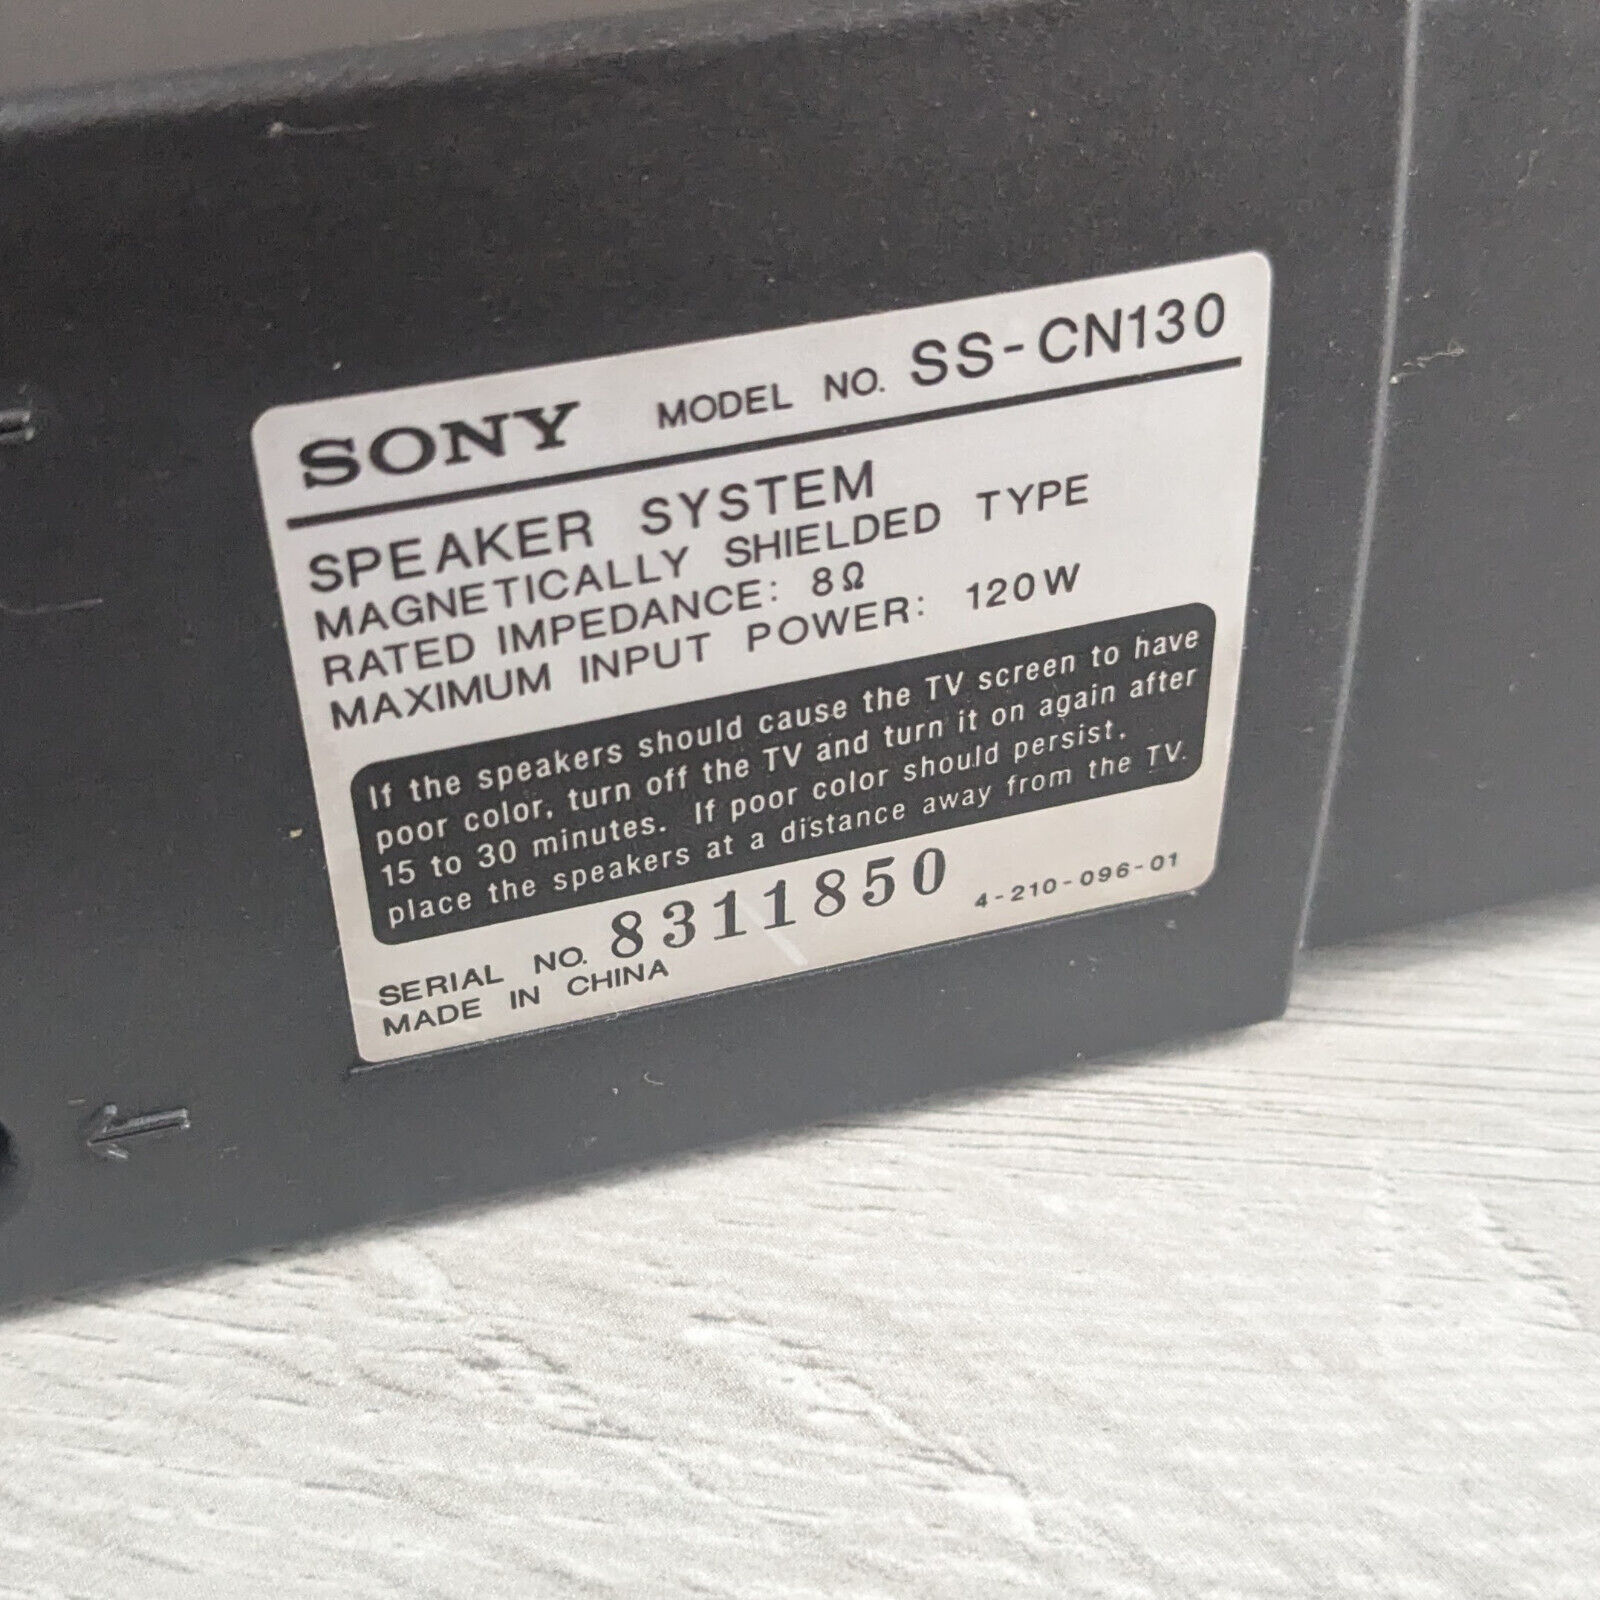 SONY MODEL NO. SS-CN130
SPEAKER SYSTEM
MAGNETICALLY SHIELDED TYPE
RATED IMPEDANCE: 8Ω
MAXIMUM INPUT POWER: 120W
If the speakers should cause the TV screen to have
poor color, turn off the TV and turn it on again after
15 to 30 minutes. If poor color should persist,
place the speakers at a distance away from the TV.
SERIAL NO. 8311850 4-210-096-01
MADE IN CHINA